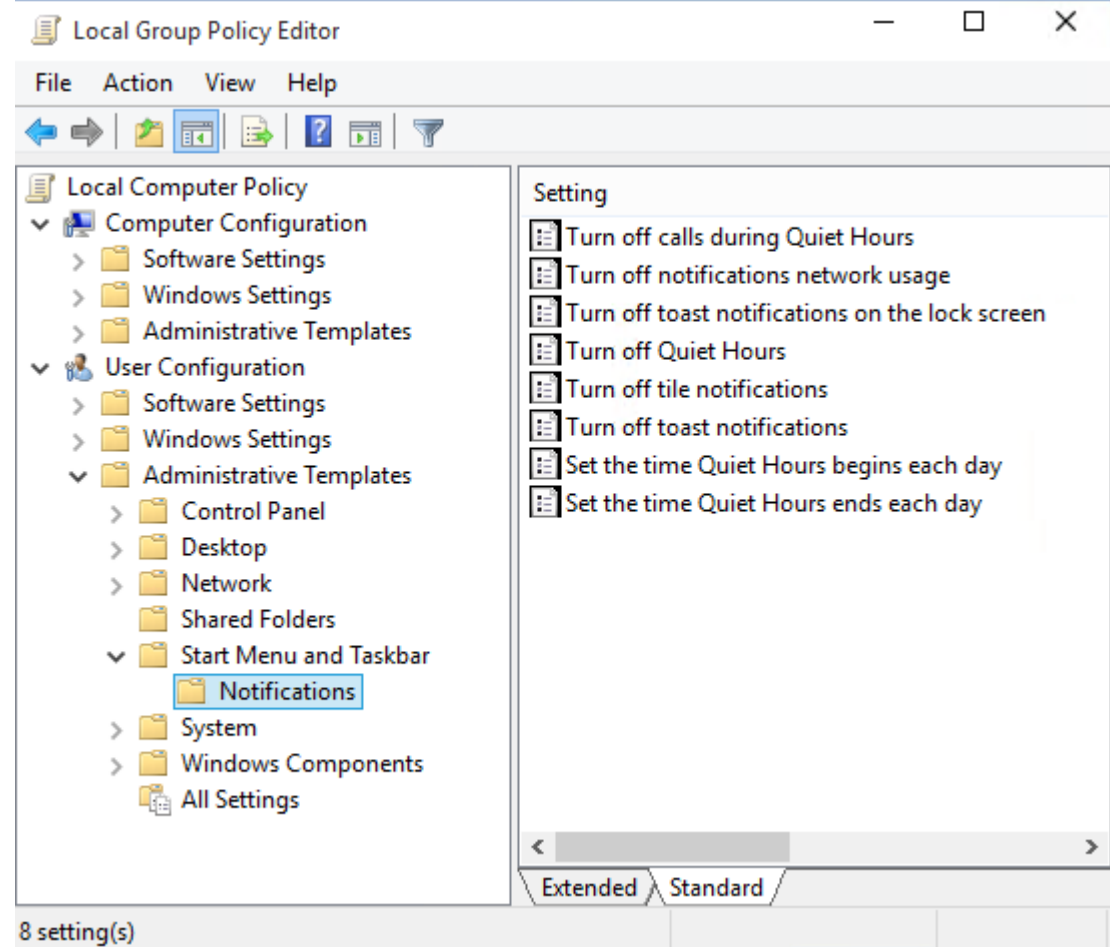 Local Group Policy Editor
File Action View Help
Local Computer Policy
Computer Configuration
Software Settings
Windows Settings
Administrative Templates
User Configuration
Software Settings
Windows Settings
Administrative Templates
Control Panel
Desktop
Network
Shared Folders
Start Menu and Taskbar
Notifications
System
Windows Components
All Settings
Setting
Turn off calls during Quiet Hours
Turn off notifications network usage
Turn off toast notifications on the lock screen
Turn off Quiet Hours
Turn off tile notifications
Turn off toast notifications
Set the time Quiet Hours begins each day
Set the time Quiet Hours ends each day
Extended Standard
8 setting(s)